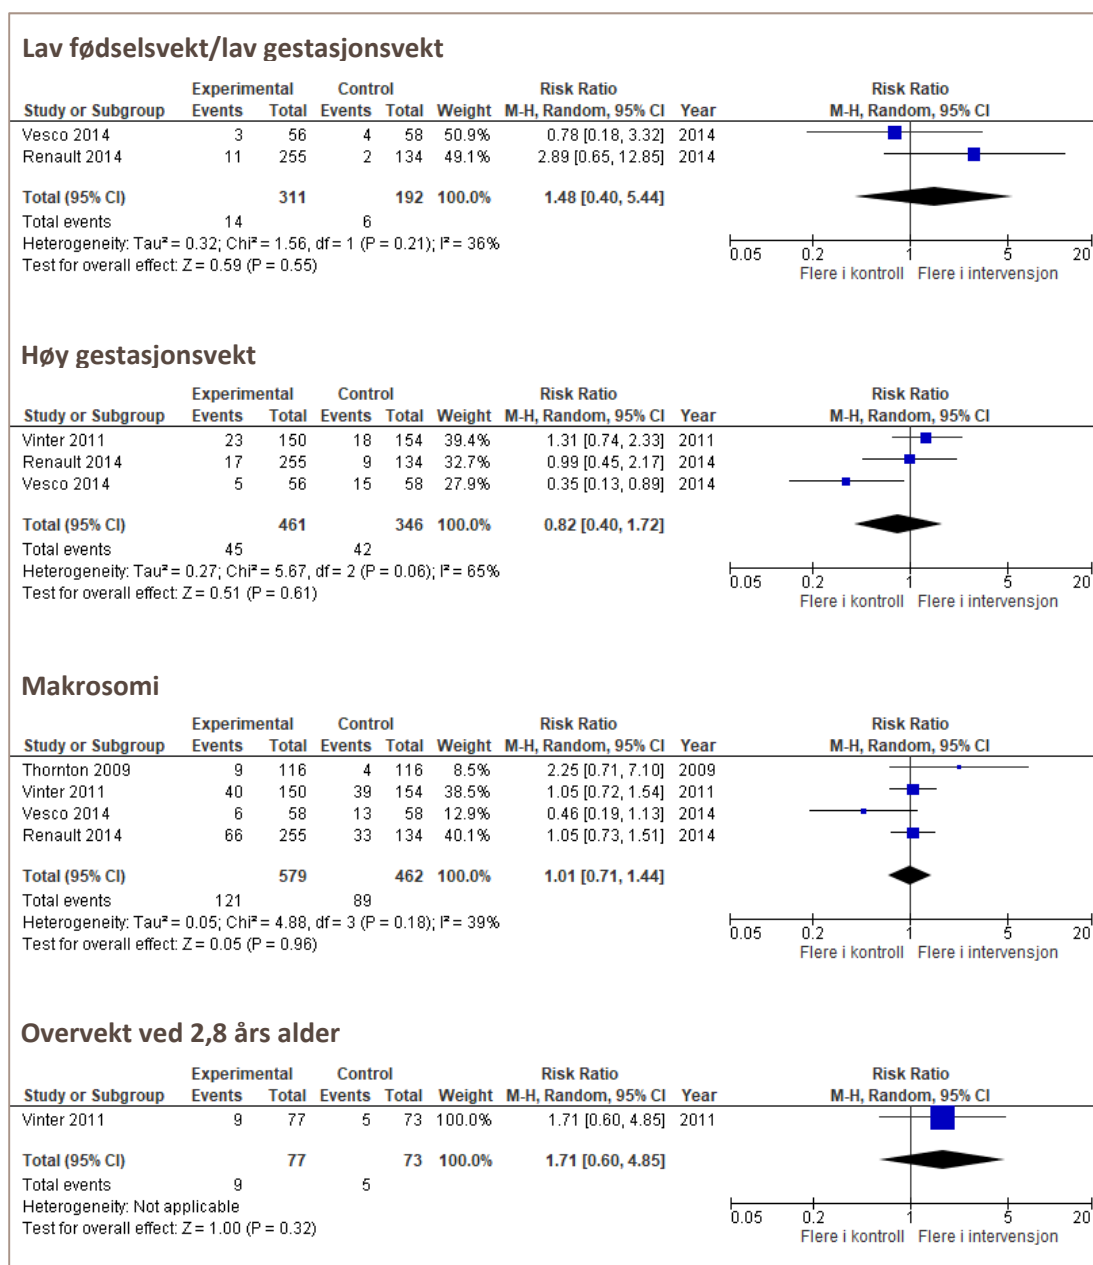 Lav fødselsvekt/lav gestasjonsvekt
Experimental Control Risk Ratio Risk Ratio
Study or Subgroup Events Total Events Total Weight M-H, Random, 95% CI Year M-H, Random, 95% CI
Vesco 2014 3 56 4 58 50.9% 0.78 [0.18, 3.32] 2014
Renault 2014 11 255 2 134 49.1% 2.89 [0.65, 12.85] 2014
Total (95% CI) 311 192 100.0% 1.48 [0.40, 5.44]
Total events 14 6
Heterogeneity: Tau² = 0.32; Chi² = 1.56, df = 1 (P = 0.21); I² = 36%
Test for overall effect: Z = 0.59 (P = 0.55)
0.05 0.2 1 5 20
Flere i kontroll Flere i intervensjon
Høy gestasjonsvekt
Experimental Control Risk Ratio Risk Ratio
Study or Subgroup Events Total Events Total Weight M-H, Random, 95% CI Year M-H, Random, 95% CI
Vinter 2011 23 150 18 154 39.4% 1.31 [0.74, 2.33] 2011
Renault 2014 17 255 9 134 32.7% 0.99 [0.45, 2.17] 2014
Vesco 2014 5 56 15 58 27.9% 0.35 [0.13, 0.89] 2014
Total (95% CI) 461 346 100.0% 0.82 [0.40, 1.72]
Total events 45 42
Heterogeneity: Tau² = 0.27; Chi² = 5.67, df = 2 (P = 0.06); I² = 65%
Test for overall effect: Z = 0.51 (P = 0.61)
0.05 0.2 1 5 20
Flere i kontroll Flere i intervensjon
Makrosomi
Experimental Control Risk Ratio Risk Ratio
Study or Subgroup Events Total Events Total Weight M-H, Random, 95% CI Year M-H, Random, 95% CI
Thornton 2009 9 116 4 116 8.5% 2.25 [0.71, 7.10] 2009
Vinter 2011 40 150 39 154 38.5% 1.05 [0.72, 1.54] 2011
Vesco 2014 6 58 13 58 12.9% 0.46 [0.19, 1.13] 2014
Renault 2014 66 255 33 134 40.1% 1.05 [0.73, 1.51] 2014
Total (95% CI) 579 462 100.0% 1.01 [0.71, 1.44]
Total events 121 89
Heterogeneity: Tau² = 0.05; Chi² = 4.88, df = 3 (P = 0.18); I² = 39%
Test for overall effect: Z = 0.05 (P = 0.96)
0.05 0.2 1 5 20
Flere i kontroll Flere i intervensjon
Overvekt ved 2,8 års alder
Experimental Control Risk Ratio Risk Ratio
Study or Subgroup Events Total Events Total Weight M-H, Random, 95% CI Year M-H, Random, 95% CI
Vinter 2011 9 77 5 73 100.0% 1.71 [0.60, 4.85] 2011
Total (95% CI) 77 73 100.0% 1.71 [0.60, 4.85]
Total events 9 5
Heterogeneity: Not applicable
Test for overall effect: Z = 1.00 (P = 0.32)
0.05 0.2 1 5 20
Flere i kontroll Flere i intervensjon